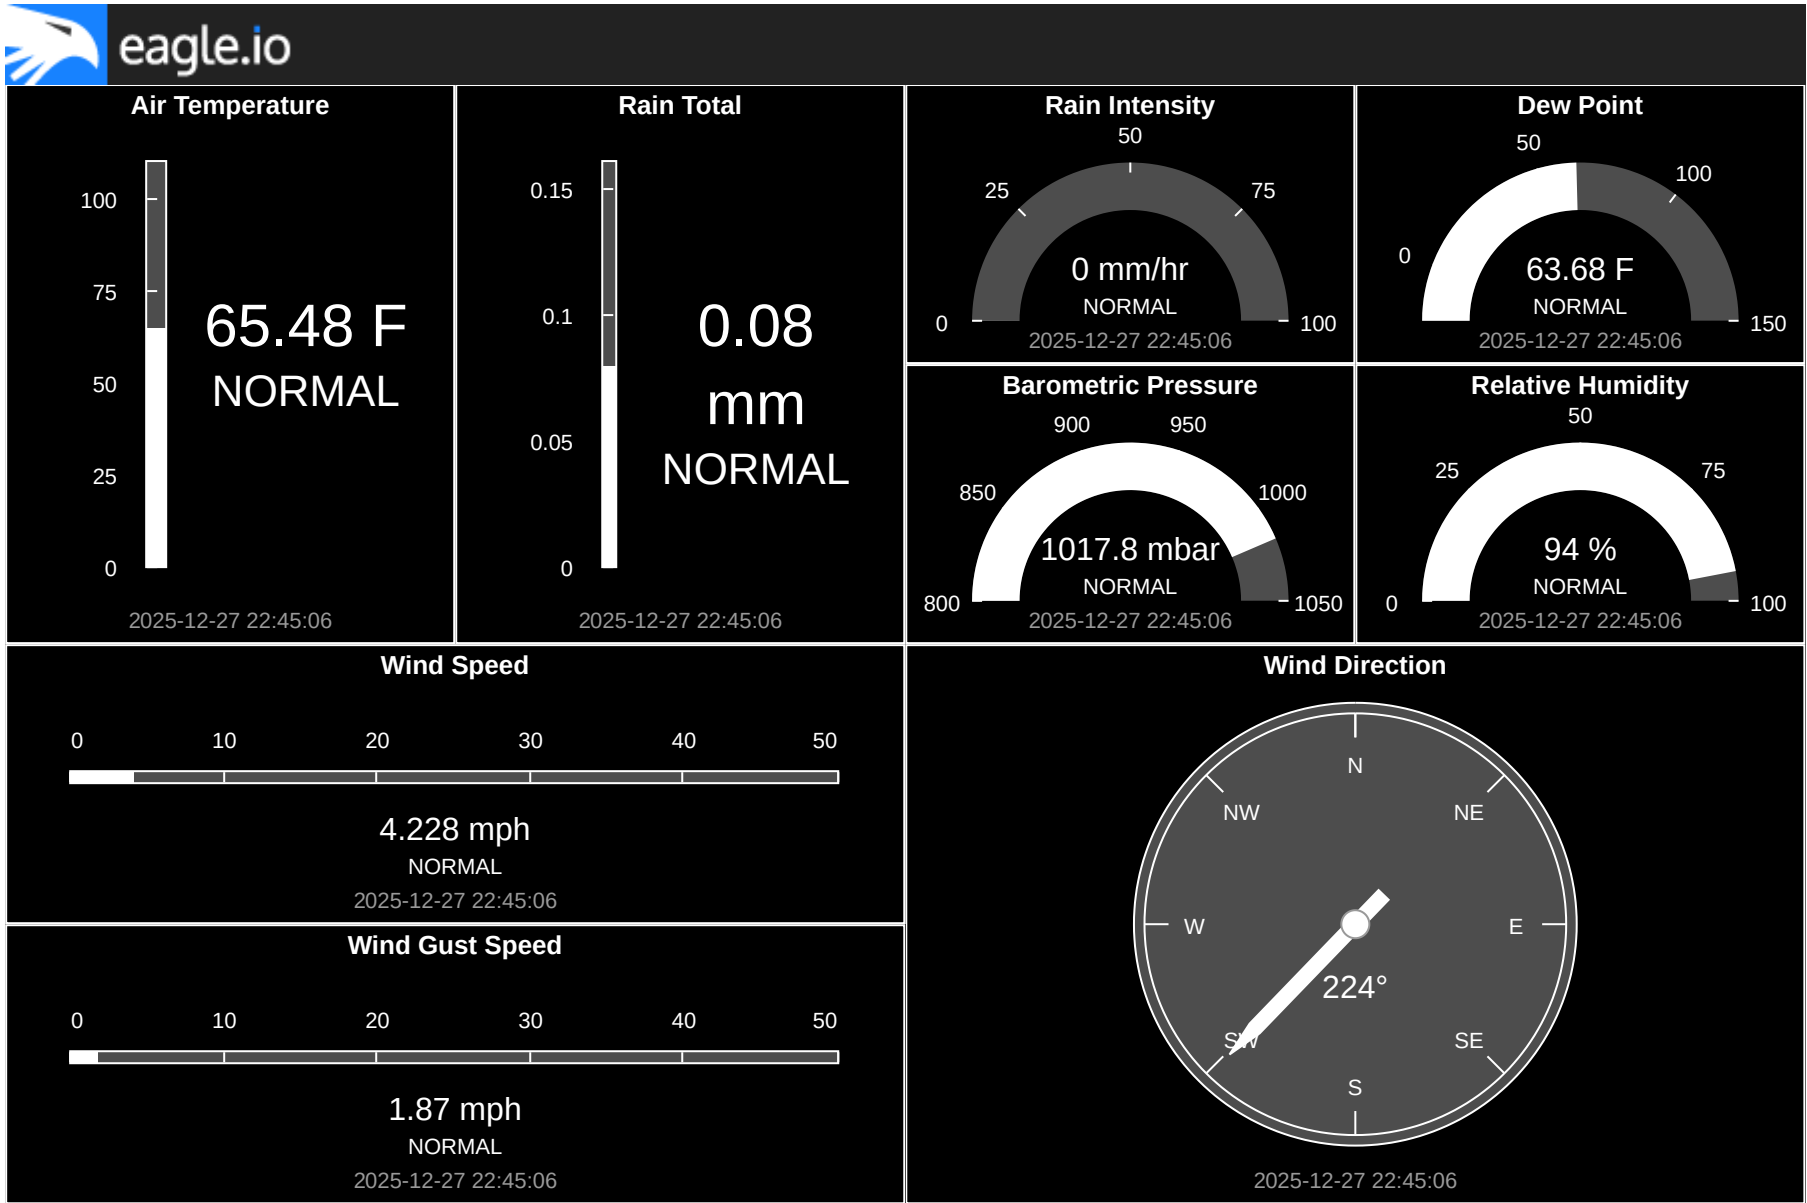 eagle.io
Air Temperature
100
75
50
25
0
65.48 F
NORMAL
2025-12-27 22:45:06
Rain Total
0.15
0.1
0.05
0
0.08
mm
NORMAL
2025-12-27 22:45:06
Rain Intensity
0
25
50
75
100
0 mm/hr
NORMAL
2025-12-27 22:45:06
Dew Point
0
50
100
150
63.68 F
NORMAL
2025-12-27 22:45:06
Barometric Pressure
800
850
900
950
1000
1050
1017.8 mbar
NORMAL
2025-12-27 22:45:06
Relative Humidity
0
25
50
75
100
94 %
NORMAL
2025-12-27 22:45:06
Wind Speed
0 10 20 30 40 50
4.228 mph
NORMAL
2025-12-27 22:45:06
Wind Gust Speed
0 10 20 30 40 50
1.87 mph
NORMAL
2025-12-27 22:45:06
Wind Direction
N
NW NE
W E
224°
SW SE
S
2025-12-27 22:45:06